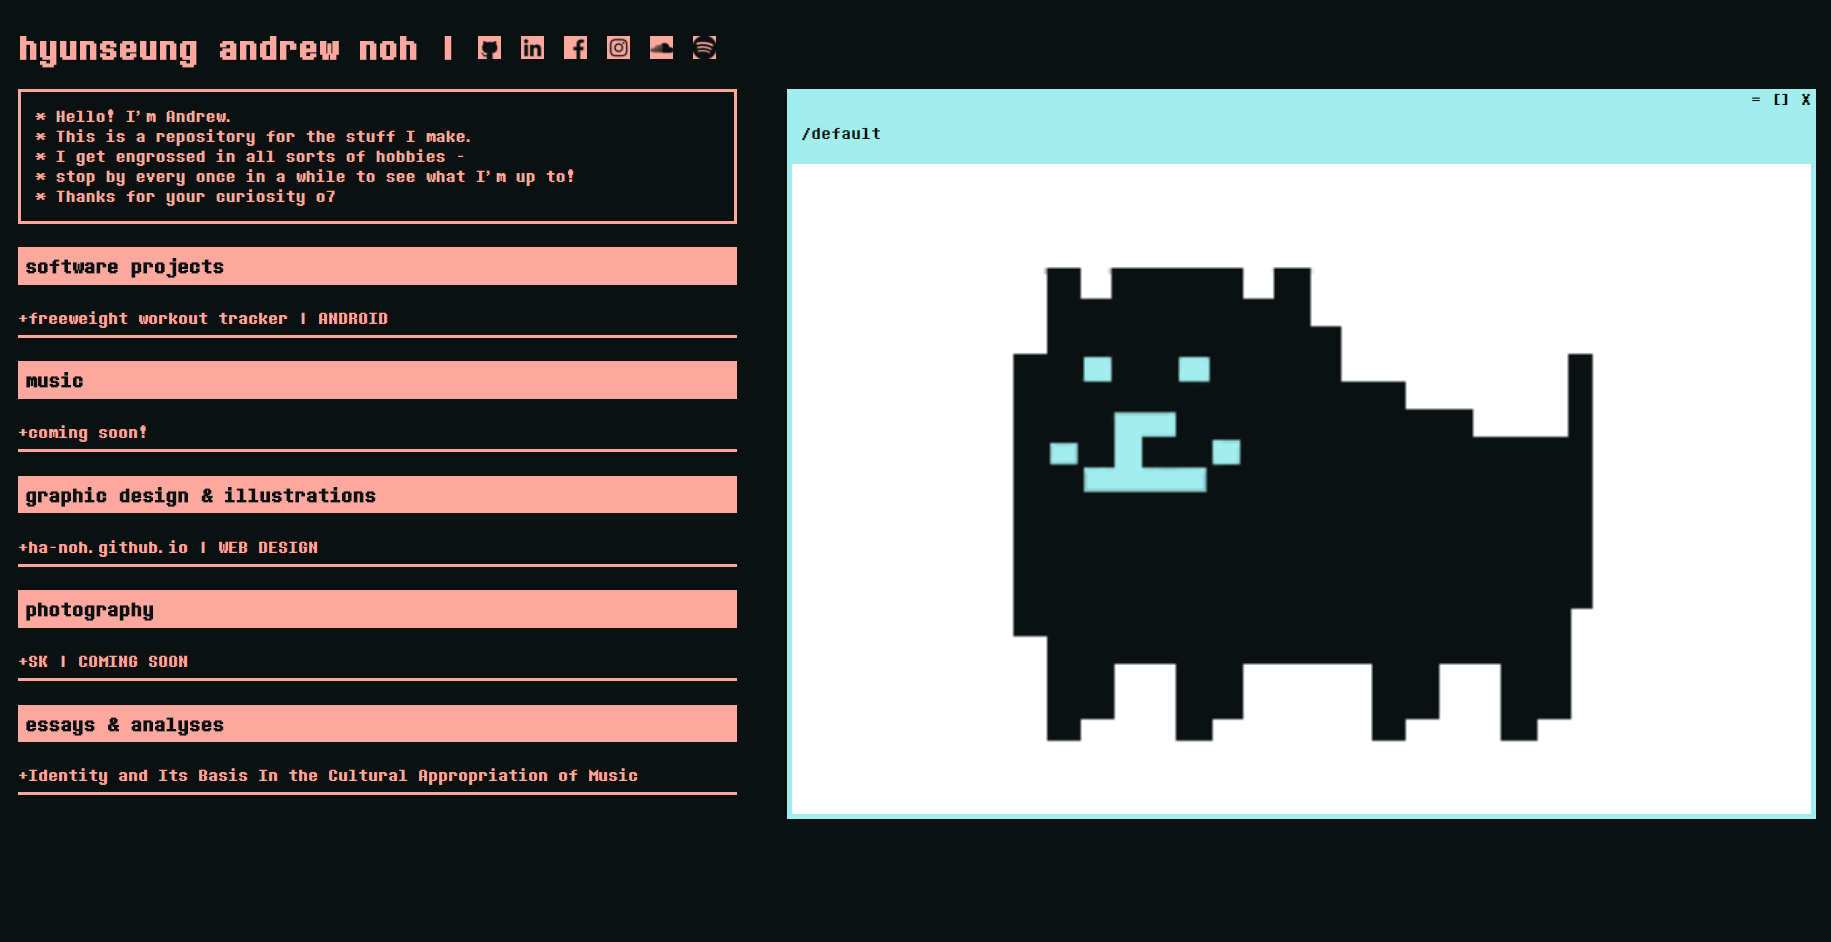 hyunseung andrew noh |
* Hello! I'm Andrew.
* This is a repository for the stuff I make.
* I get engrossed in all sorts of hobbies -
* stop by every once in a while to see what I'm up to!
* Thanks for your curiosity o7
software projects
+freeweight workout tracker | ANDROID
music
+coming soon!
graphic design & illustrations
+ha-noh.github.io | WEB DESIGN
photography
+SK | COMING SOON
essays & analyses
+Identity and Its Basis In the Cultural Appropriation of Music
= [] X
/default